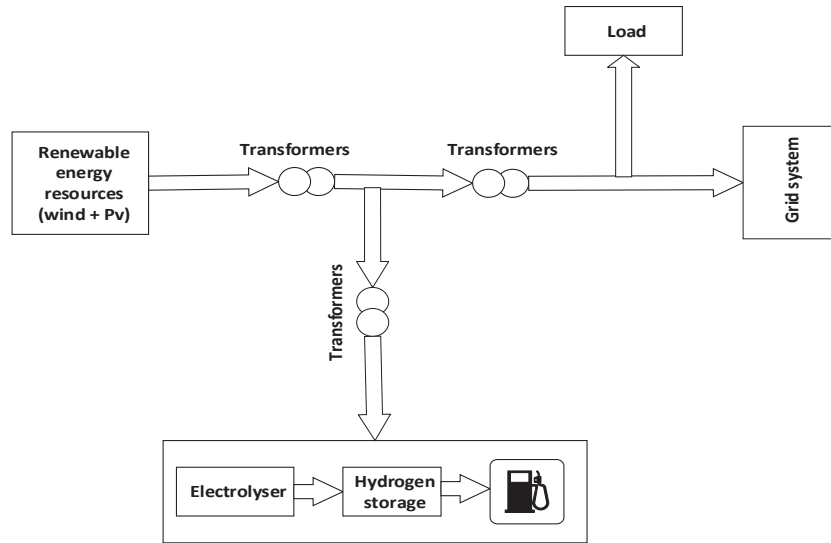 Load
Transformers
Transformers
Renewable
energy
resources
(wind + Pv)
Grid system
Transformers
Electrolyser
Hydrogen
storage